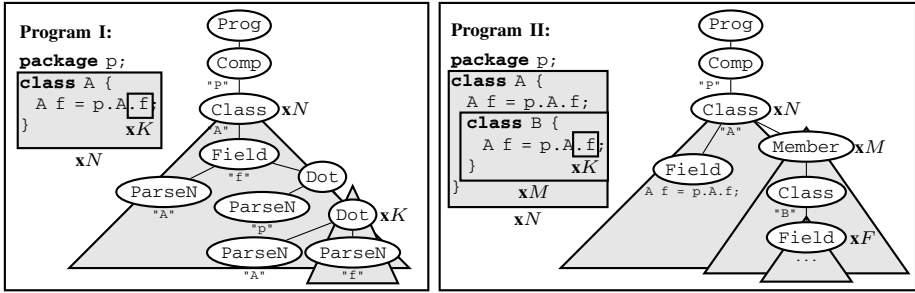 Program I:
package p;
class A {
A f = p.A.f;
}
xK
xN
Prog
Comp
"P"
Class xN
"A"
Field
"f"
ParseN
"A"
Dot
ParseN
"p"
Dot xK
ParseN
"A"
ParseN
"f"
Program II:
package p;
class A {
A f = p.A.f;
class B {
A f = p.A.f;
}
xK
}
xM
xN
Prog
Comp
"P"
Class xN
"A"
Field
A f = p.A.f;
Member xM
Class
"B"
Field xF
...